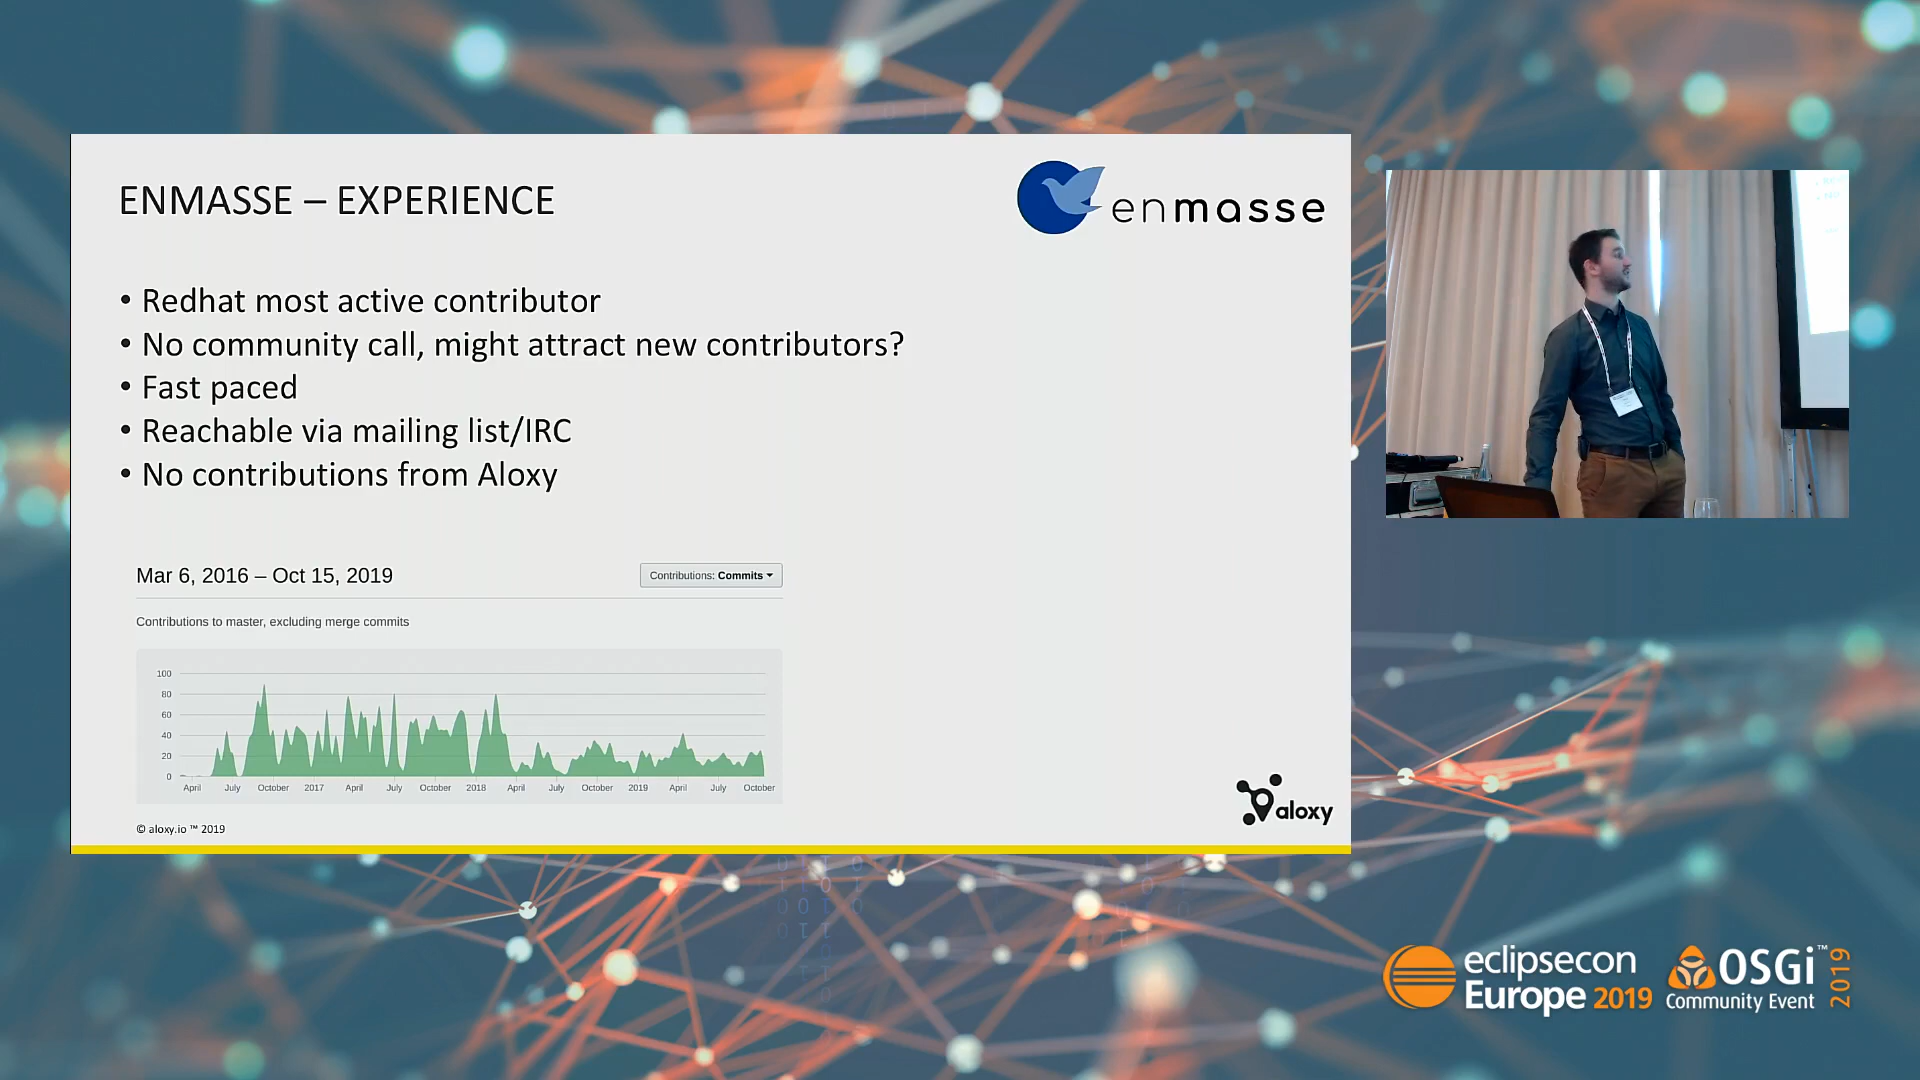 ENMASSE – EXPERIENCE
enmasse
• Redhat most active contributor
• No community call, might attract new contributors?
• Fast paced
• Reachable via mailing list/IRC
• No contributions from Aloxy
Mar 6, 2016 – Oct 15, 2019
Contributions: Commits
Contributions to master, excluding merge commits
100
80
60
40
20
0
April July October 2017 April July October 2018 April July October 2019 April July October
© aloxy.io ™ 2019
aloxy
eclipsecon
Europe 2019
OSGi™
Community Event
2019